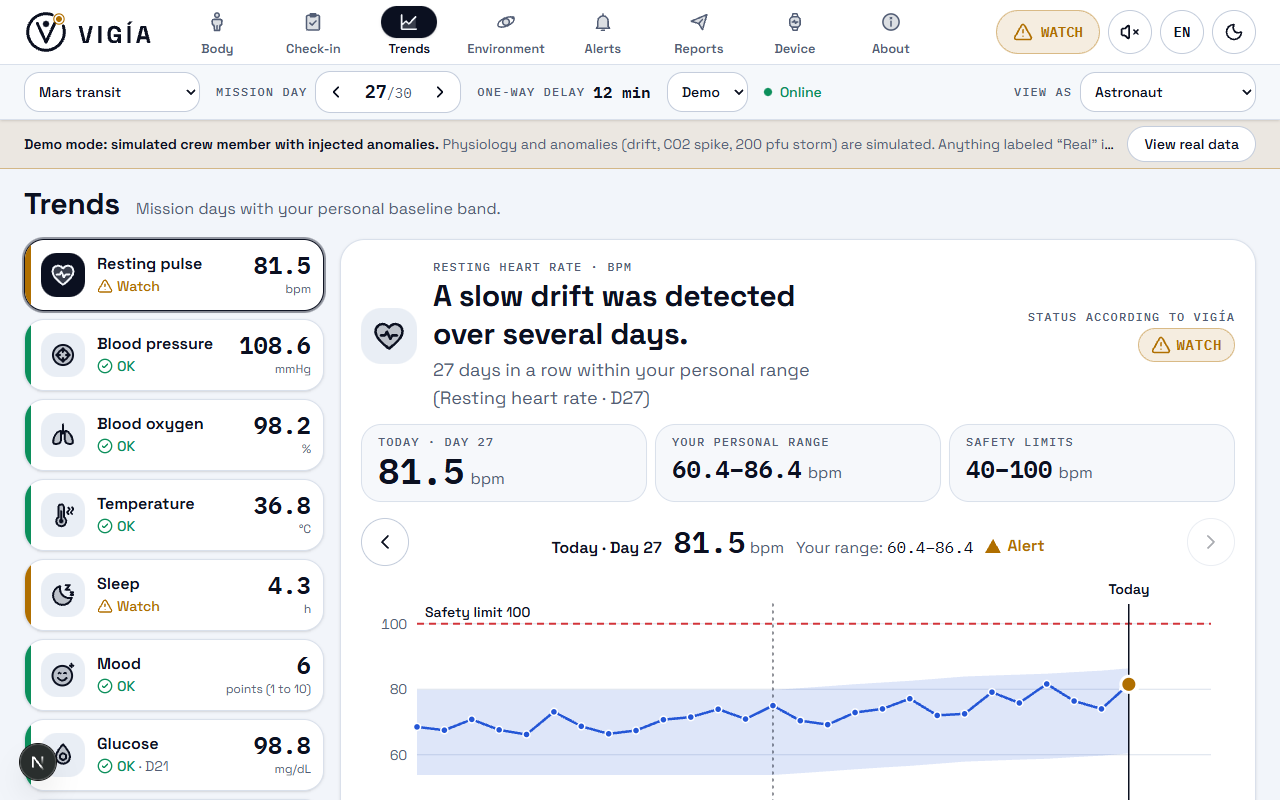 VIGÍA
Body
Check-in
Trends
Environment
Alerts
Reports
Device
About
WATCH
EN
Mars transit
MISSION DAY
27/30
ONE-WAY DELAY 12 min
Demo
Online
VIEW AS
Astronaut
Demo mode: simulated crew member with injected anomalies. Physiology and anomalies (drift, CO2 spike, 200 pfu storm) are simulated. Anything labeled “Real” i…
View real data
Trends
Mission days with your personal baseline band.
Resting pulse
Watch
81.5
bpm
Blood pressure
OK
108.6
mmHg
Blood oxygen
OK
98.2
%
Temperature
OK
36.8
°C
Sleep
Watch
4.3
h
Mood
OK
6
points (1 to 10)
Glucose
OK · D21
98.8
mg/dL
N
RESTING HEART RATE · BPM
A slow drift was detected
over several days.
27 days in a row within your personal range
(Resting heart rate · D27)
STATUS ACCORDING TO VIGÍA
WATCH
TODAY · DAY 27
81.5 bpm
YOUR PERSONAL RANGE
60.4–86.4 bpm
SAFETY LIMITS
40–100 bpm
Today · Day 27 81.5 bpm Your range: 60.4–86.4 Alert
Today
Safety limit 100
100
80
60